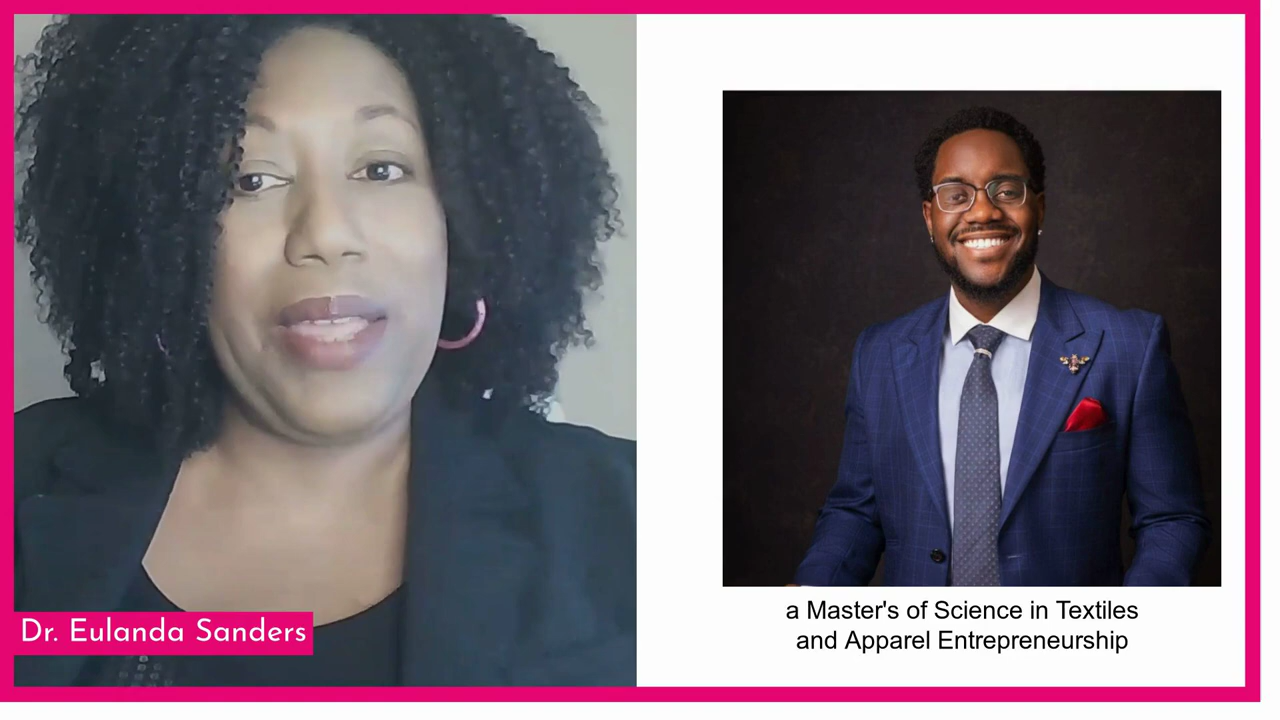 Dr. Eulanda Sanders
a Master's of Science in Textiles
and Apparel Entrepreneurship